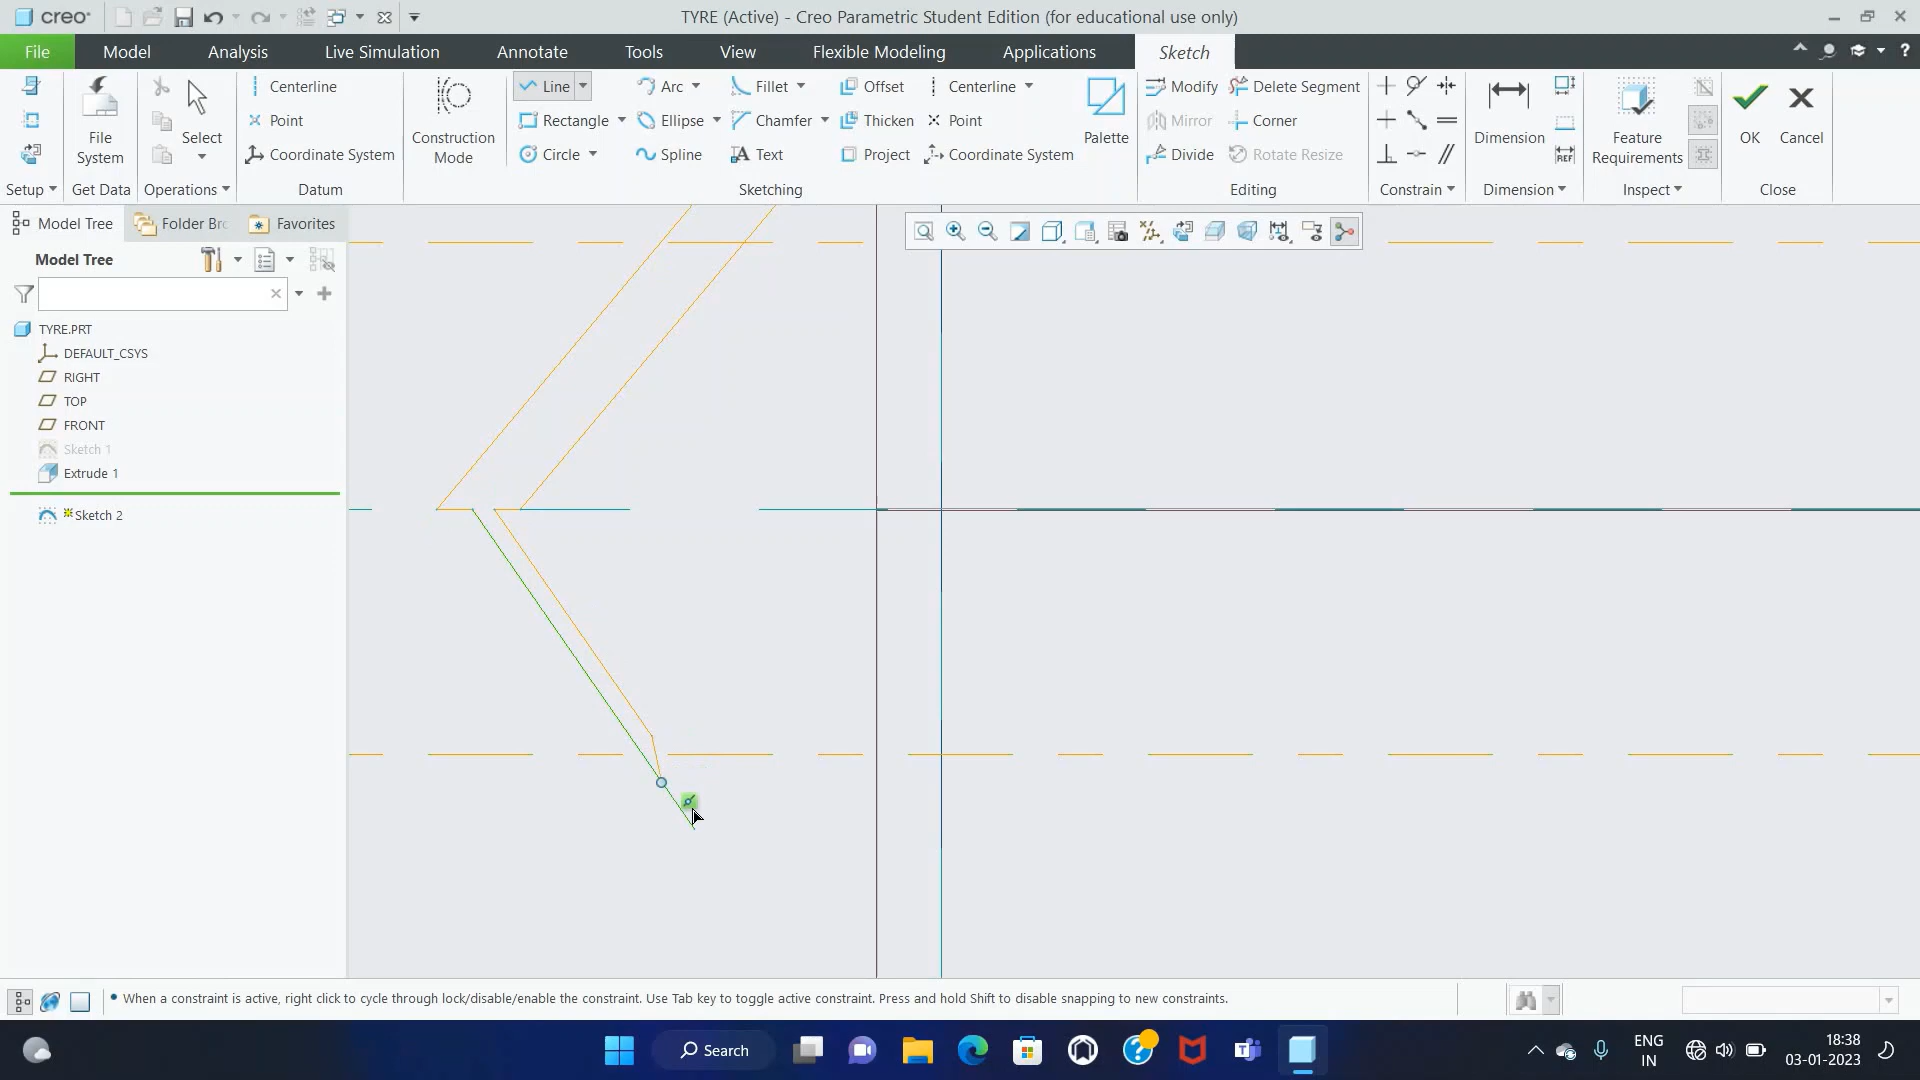 creo
TYRE (Active) - Creo Parametric Student Edition (for educational use only)
File Model Analysis Live Simulation Annotate Tools View Flexible Modeling Applications Sketch
Centerline Line Arc Fillet Offset Centerline Modify Delete Segment
Point Rectangle Ellipse Chamfer Thicken Point Mirror Corner
Coordinate System Circle Spline Text Project Coordinate System Divide Rotate Resize
File System
Select
Construction Mode
Palette
Dimension
Feature Requirements
OK Cancel
Setup Get Data Operations Datum Sketching Editing Constrain Dimension Inspect Close
REF
Model Tree Folder Br Favorites
Model Tree
TYRE.PRT
DEFAULT_CSYS
RIGHT
TOP
FRONT
Sketch 1
Extrude 1
Sketch 2
When a constraint is active, right click to cycle through lock/disable/enable the constraint. Use Tab key to toggle active constraint. Press and hold Shift to disable snapping to new constraints.
Search
ENG
IN
18:38
03-01-2023